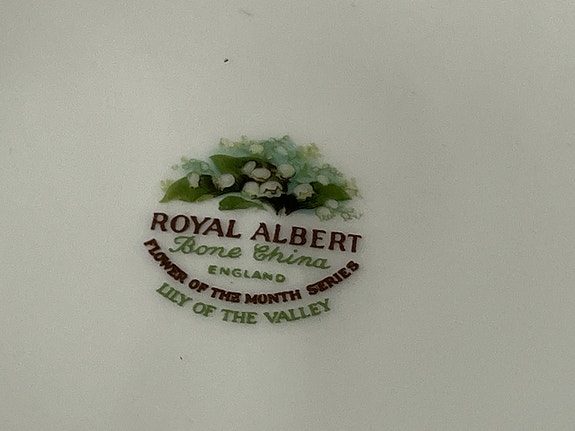 ROYAL ALBERT
Bone China
ENGLAND
FLOWER OF THE MONTH SERIES
LILY OF THE VALLEY